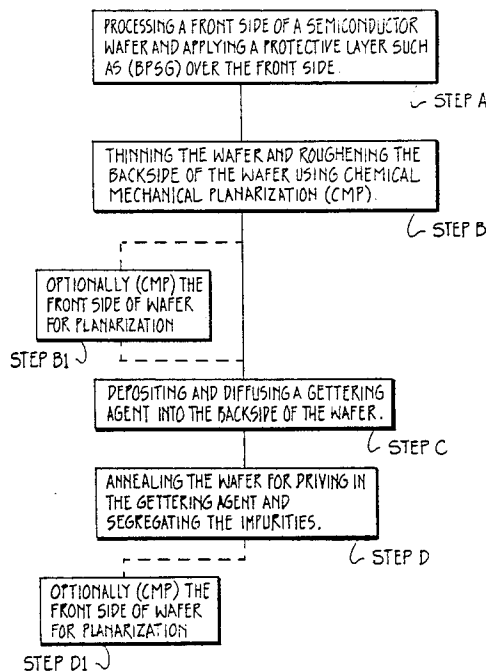 PROCESSING A FRONT SIDE OF A SEMICONDUCTOR
WAFER AND APPLYING A PROTECTIVE LAYER SUCH
AS (BPSG) OVER THE FRONT SIDE.
STEP A
THINNING THE WAFER AND ROUGHENING THE
BACKSIDE OF THE WAFER USING CHEMICAL
MECHANICAL PLANARIZATION (CMP).
STEP B
OPTIONALLY (CMP) THE
FRONT SIDE OF WAFER
FOR PLANARIZATION
STEP B1
DEPOSITING AND DIFFUSING A GETTERING
AGENT INTO THE BACKSIDE OF THE WAFER.
STEP C
ANNEALING THE WAFER FOR DRIVING IN
THE GETTERING AGENT AND
SEGREGATING THE IMPURITIES.
STEP D
OPTIONALLY (CMP) THE
FRONT SIDE OF WAFER
FOR PLANARIZATION
STEP D1